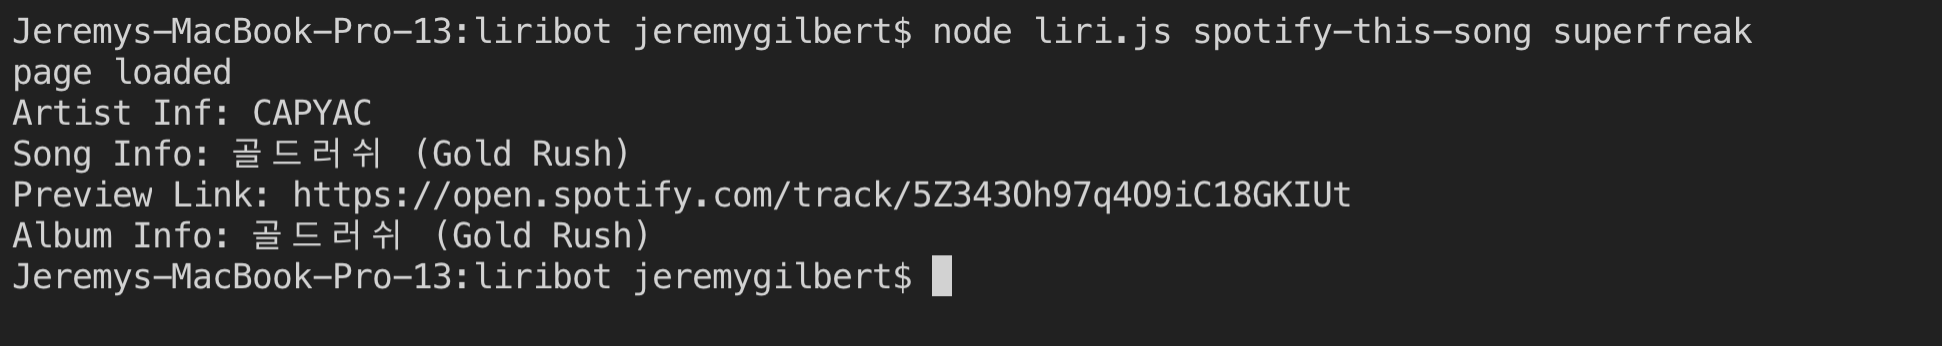 Jeremys-MacBook-Pro-13:liribot jeremygilbert$ node liri.js spotify-this-song superfreak
page loaded
Artist Inf: CAPYAC
Song Info: 골드러쉬 (Gold Rush)
Preview Link: https://open.spotify.com/track/5Z343Oh97q4O9iC18GKIUt
Album Info: 골드러쉬 (Gold Rush)
Jeremys-MacBook-Pro-13:liribot jeremygilbert$